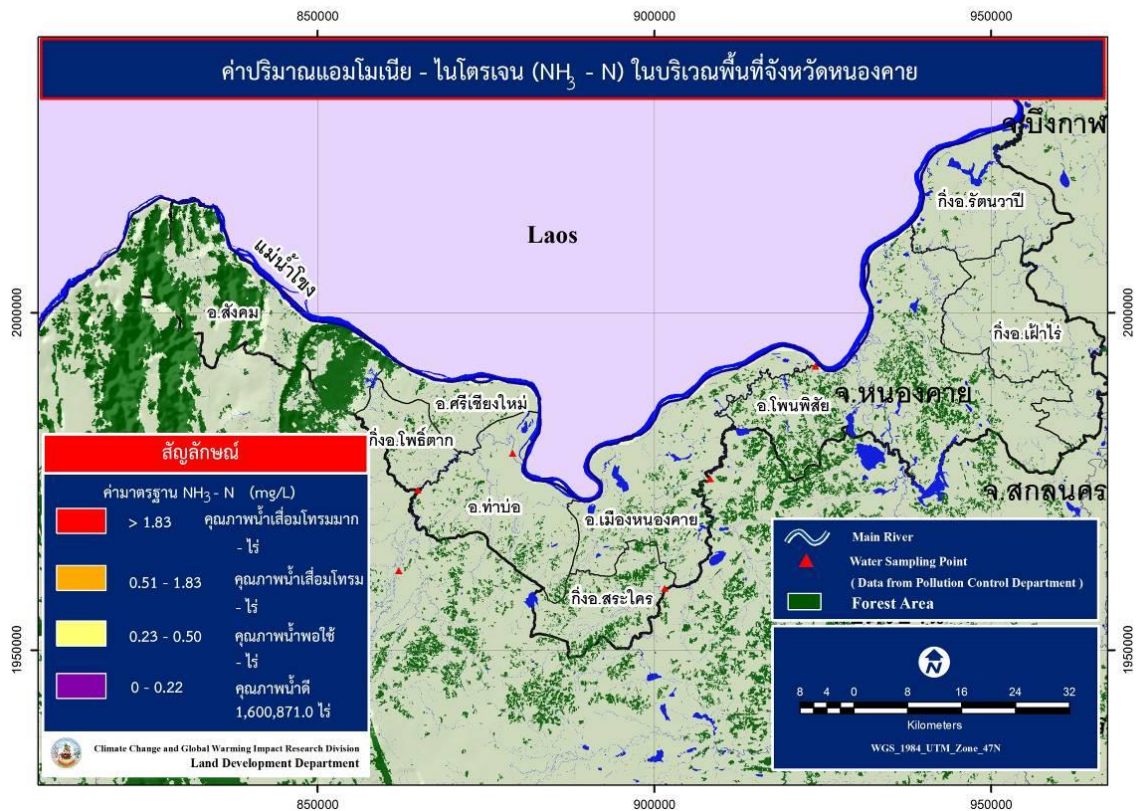 850000
900000
950000
ค่าปริมาณแอมโมเนีย - ไนโตรเจน (NH3 - N) ในบริเวณพื้นที่จังหวัดหนองคาย
จ.บึงกาฬ
กิ่งอ.รัตนวาปี
Laos
แม่น้ำโขง
2000000
2000000
อ.สังคม
กิ่งอ.เฝ้าไร่
อ.ศรีเชียงใหม่
อ.โพนพิสัย
จ.หนองคาย
กิ่งอ.โพธิ์ตาก
จ.สกลนคร
อ.ท่าบ่อ
อ.เมืองหนองคาย
กิ่งอ.สระใคร
1950000
1950000
สัญลักษณ์
ค่ามาตรฐาน NH3 - N (mg/L)
> 1.83 คุณภาพน้ำเสื่อมโทรมมาก
- ไร่
0.51 - 1.83 คุณภาพน้ำเสื่อมโทรม
- ไร่
0.23 - 0.50 คุณภาพน้ำพอใช้
- ไร่
0 - 0.22 คุณภาพน้ำดี
1,600,871.0 ไร่
Climate Change and Global Warming Impact Research Division
Land Development Department
Main River
Water Sampling Point
( Data from Pollution Control Department )
Forest Area
N
8 4 0 8 16 24 32
Kilometers
WGS_1984_UTM_Zone_47N
850000
900000
950000